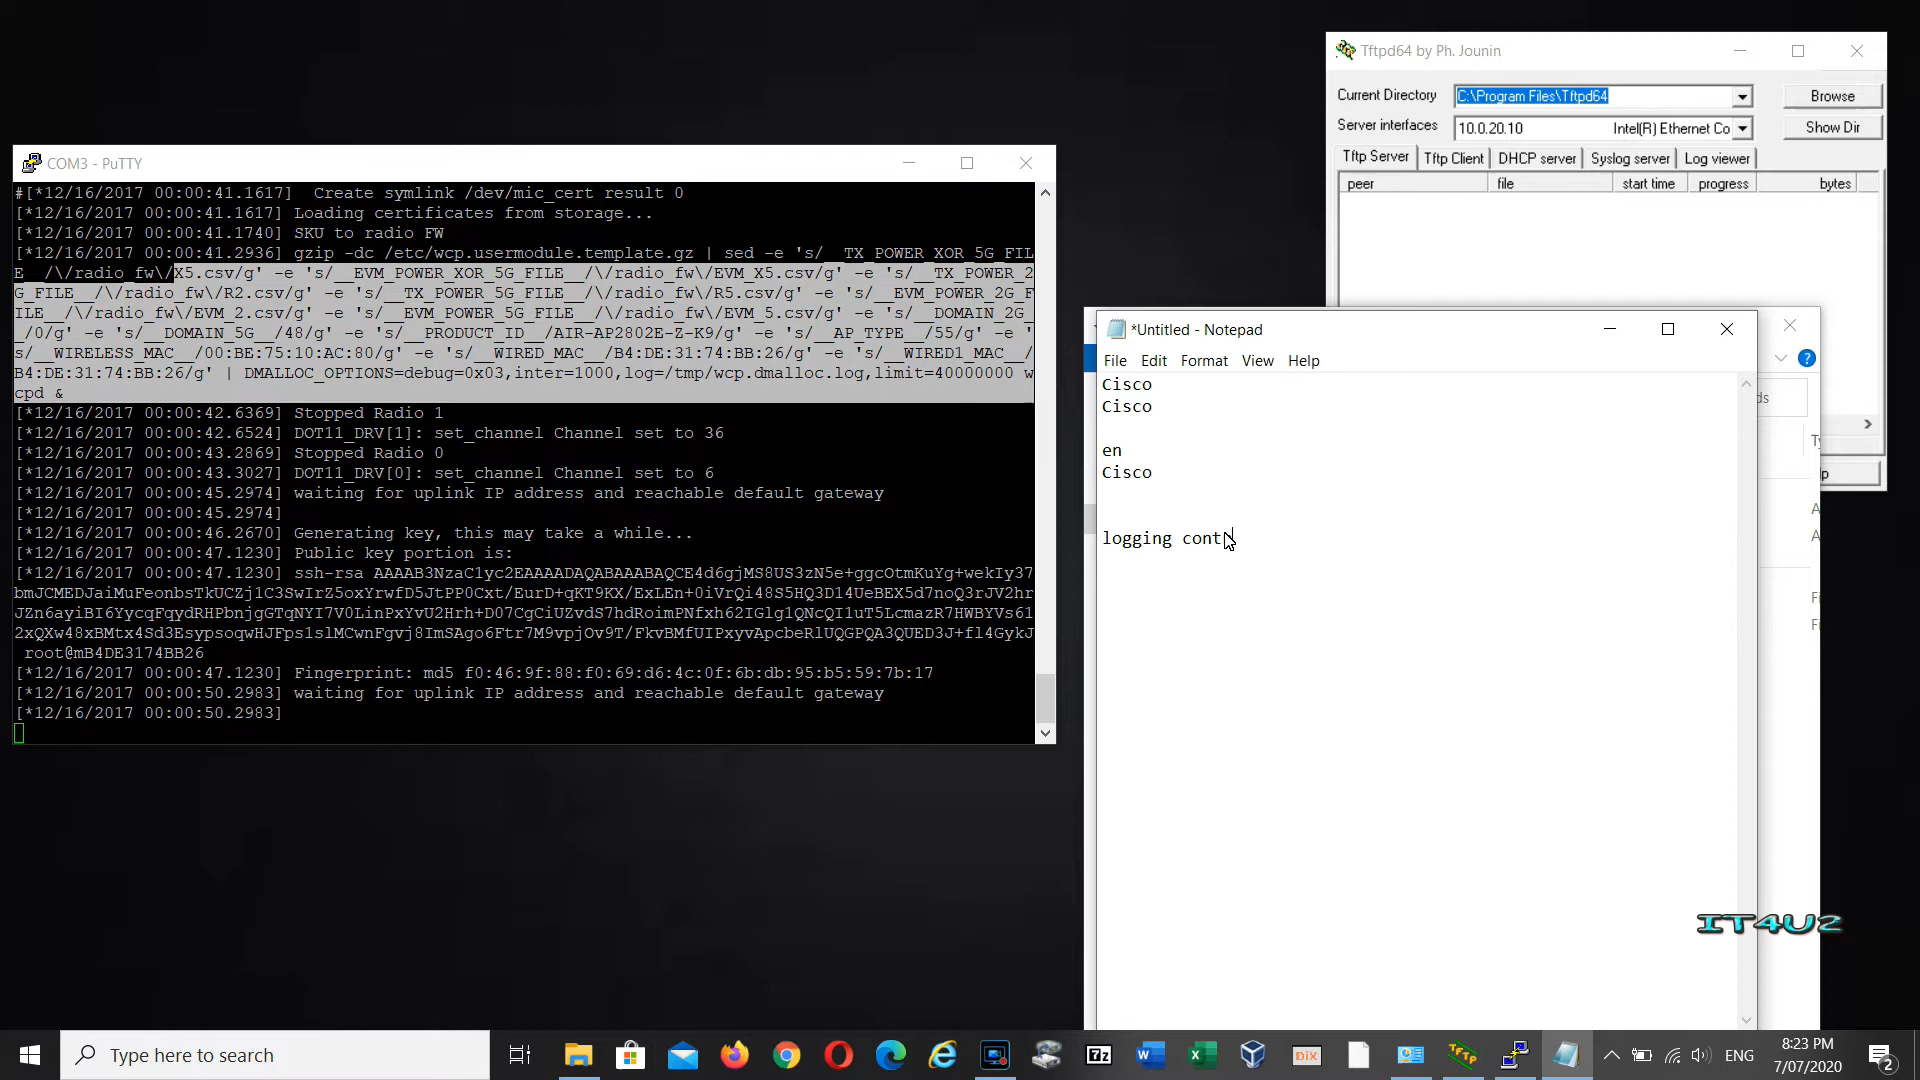 COM3 - PuTTY
#[*12/16/2017 00:00:41.1617]  Create symlink /dev/mic_cert result 0
[*12/16/2017 00:00:41.1617] Loading certificates from storage...
[*12/16/2017 00:00:41.1740] SKU to radio FW
[*12/16/2017 00:00:41.2936] gzip -dc /etc/wcp.usermodule.template.gz | sed -e 's/__TX_POWER_XOR_5G_FIL
E__/\/radio_fw\/X5.csv/g' -e 's/__EVM_POWER_XOR_5G_FILE__/\/radio_fw\/EVM_X5.csv/g' -e 's/__TX_POWER_2
G_FILE__/\/radio_fw\/R2.csv/g' -e 's/__TX_POWER_5G_FILE__/\/radio_fw\/R5.csv/g' -e 's/__EVM_POWER_2G_F
ILE__/\/radio_fw\/EVM_2.csv/g' -e 's/__EVM_POWER_5G_FILE__/\/radio_fw\/EVM_5.csv/g' -e 's/__DOMAIN_2G_
_/0/g' -e 's/__DOMAIN_5G__/48/g' -e 's/__PRODUCT_ID__/AIR-AP2802E-Z-K9/g' -e 's/__AP_TYPE__/55/g' -e '
s/__WIRELESS_MAC__/00:BE:75:10:AC:80/g' -e 's/__WIRED_MAC__/B4:DE:31:74:BB:26/g' -e 's/__WIRED1_MAC__/
B4:DE:31:74:BB:26/g' | DMALLOC_OPTIONS=debug=0x03,inter=1000,log=/tmp/wcp.dmalloc.log,limit=40000000 w
cpd &
[*12/16/2017 00:00:42.6369] Stopped Radio 1
[*12/16/2017 00:00:42.6524] DOT11_DRV[1]: set_channel Channel set to 36
[*12/16/2017 00:00:43.2869] Stopped Radio 0
[*12/16/2017 00:00:43.3027] DOT11_DRV[0]: set_channel Channel set to 6
[*12/16/2017 00:00:45.2974] waiting for uplink IP address and reachable default gateway
[*12/16/2017 00:00:45.2974]
[*12/16/2017 00:00:46.2670] Generating key, this may take a while...
[*12/16/2017 00:00:47.1230] Public key portion is:
[*12/16/2017 00:00:47.1230] ssh-rsa AAAAB3NzaC1yc2EAAAADAQABAAABAQCE4d6gjMS8US3zN5e+ggcOtmKuYg+wekIy37
bmJCMEDJaiMuFeonbsTkUCZj1C3SwIrZ5oxYrwfD5JtPP0Cxt/EurD+qKT9KX/ExLEn+0iVrQi48S5HQ3D14UeBEX5d7noQ3rJV2hr
JZn6ayiBI6YycqFqydRHPbnjgGTqNYI7V0LinPxYvU2Hrh+D07CgCiUZvdS7hdRoimPNfxh62IGlg1QNcQI1uT5LcmazR7HWBYVs61
2xQXw48xBMtx4Sd3EsypsoqwHJFps1slMCwnFgvj8ImSAgo6Ftr7M9vpjOv9T/FkvBMfUIPxyvApcbeRlUQGPQA3QUED3J+fl4GykJ
root@mB4DE3174BB26
[*12/16/2017 00:00:47.1230] Fingerprint: md5 f0:46:9f:88:f0:69:d6:4c:0f:6b:db:95:b5:59:7b:17
[*12/16/2017 00:00:50.2983] waiting for uplink IP address and reachable default gateway
[*12/16/2017 00:00:50.2983]
Tftpd64 by Ph. Jounin
Current Directory C:\Program Files\Tftpd64 Browse
Server interfaces 10.0.20.10 Intel(R) Ethernet Co Show Dir
Tftp Server Tftp Client DHCP server Syslog server Log viewer
peer file start time progress bytes
*Untitled - Notepad
File Edit Format View Help
Cisco
Cisco
en
Cisco
logging cont
ds
lp
IT4U2
Type here to search
7z
DiX
TFTP
ENG
8:23 PM
7/07/2020
2